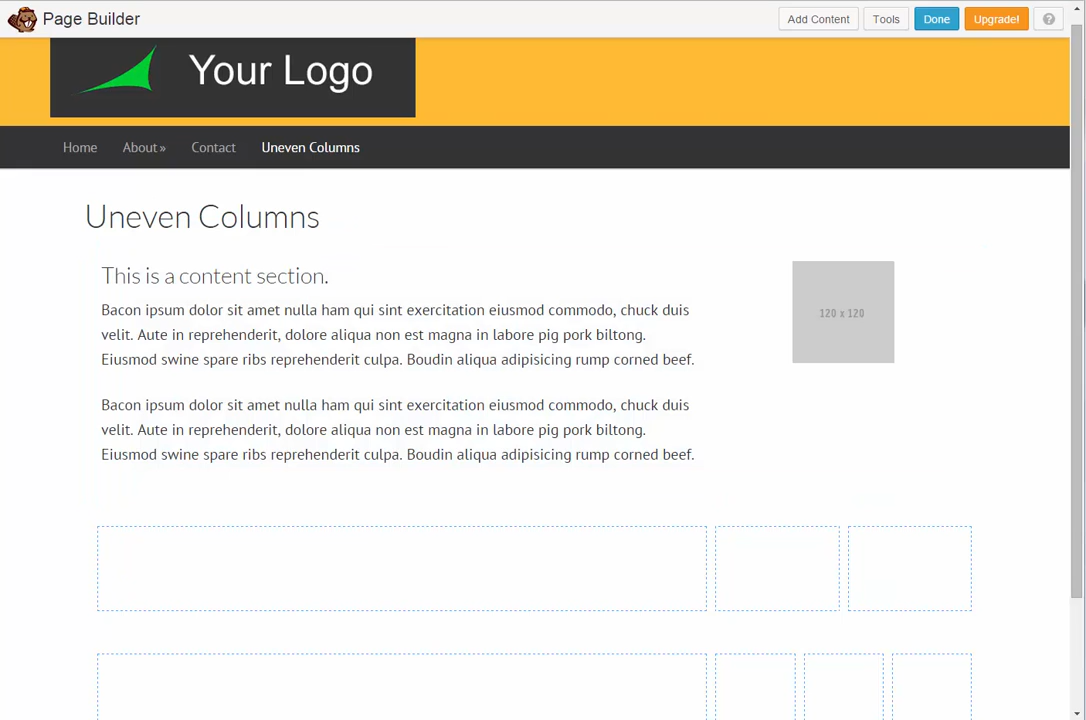 Page Builder
Add Content
Tools
Done
Upgrade!
?
Your Logo
Home
About »
Contact
Uneven Columns
Uneven Columns
This is a content section.
Bacon ipsum dolor sit amet nulla ham qui sint exercitation eiusmod commodo, chuck duis
velit. Aute in reprehenderit, dolore aliqua non est magna in labore pig pork biltong.
Eiusmod swine spare ribs reprehenderit culpa. Boudin aliqua adipisicing rump corned beef.
120 x 120
Bacon ipsum dolor sit amet nulla ham qui sint exercitation eiusmod commodo, chuck duis
velit. Aute in reprehenderit, dolore aliqua non est magna in labore pig pork biltong.
Eiusmod swine spare ribs reprehenderit culpa. Boudin aliqua adipisicing rump corned beef.